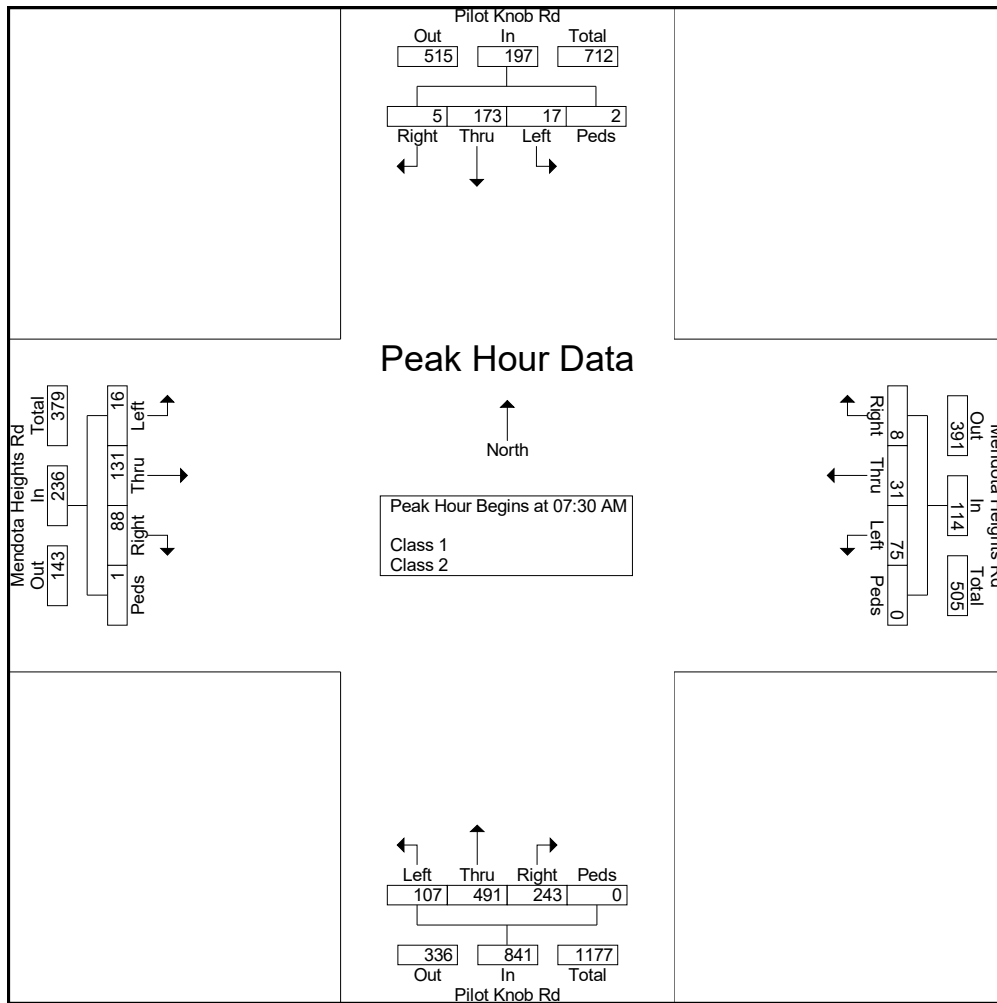 Pilot Knob Rd
Out In Total
515 197 712
5 173 17 2
Right Thru Left Peds
Peak Hour Data
North
Peak Hour Begins at 07:30 AM
Class 1
Class 2
Mendota Heights Rd
Total In Out
379 236 143
16 131 88 1
Left Thru Right Peds
Mendota Heights Rd
Out In Total
391 114 505
8 31 75 0
Right Thru Left Peds
Left Thru Right Peds
107 491 243 0
336 841 1177
Out In Total
Pilot Knob Rd